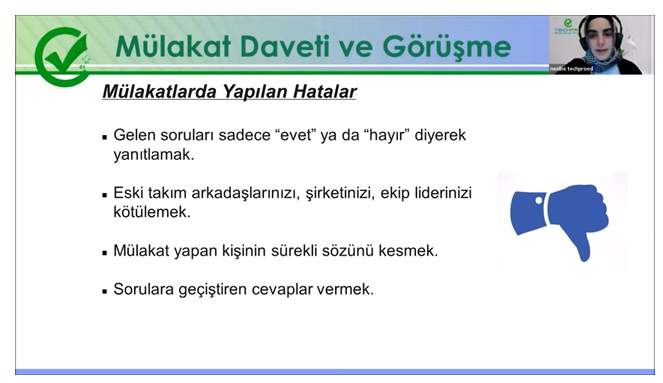 Mülakat Daveti ve Görüşme
TECHPRO
nesibe techproed
Mülakatlarda Yapılan Hatalar
Gelen soruları sadece “evet” ya da “hayır” diyerek
yanıtlamak.
Eski takım arkadaşlarınızı, şirketinizi, ekip liderinizi
kötülemek.
Mülakat yapan kişinin sürekli sözünü kesmek.
Sorulara geçiştiren cevaplar vermek.